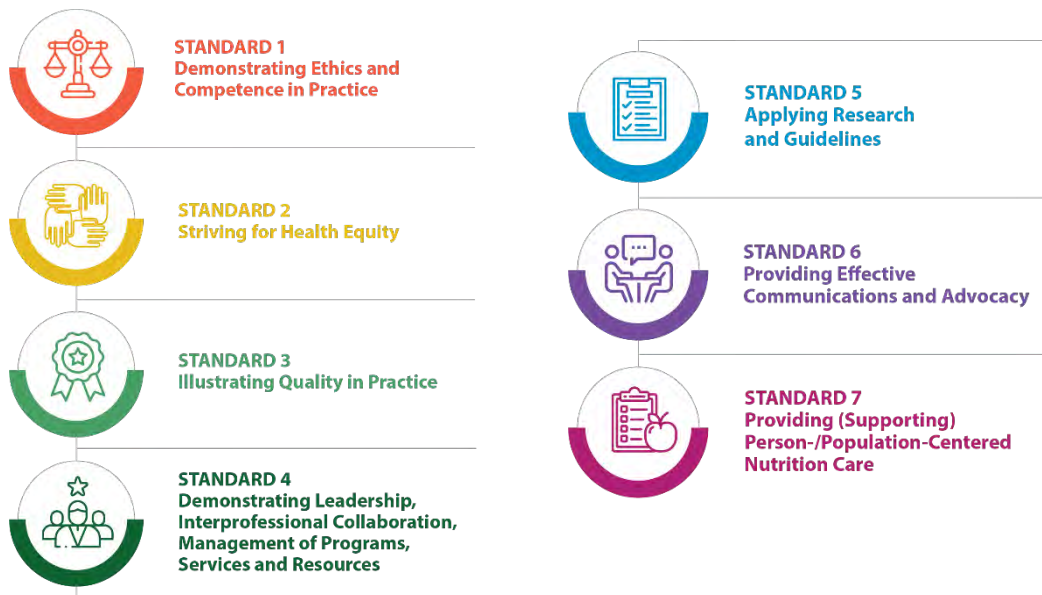 STANDARD 1
Demonstrating Ethics and
Competence in Practice
STANDARD 2
Striving for Health Equity
STANDARD 3
Illustrating Quality in Practice
STANDARD 4
Demonstrating Leadership,
Interprofessional Collaboration,
Management of Programs,
Services and Resources
STANDARD 5
Applying Research
and Guidelines
STANDARD 6
Providing Effective
Communications and Advocacy
STANDARD 7
Providing (Supporting)
Person-/Population-Centered
Nutrition Care